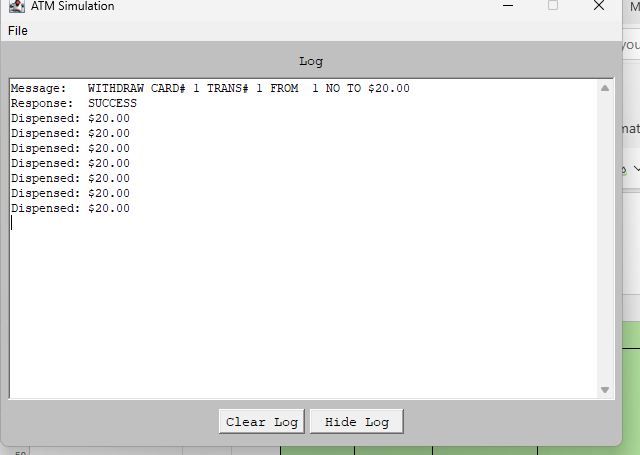 ATM Simulation
File
Log
Message:   WITHDRAW CARD# 1 TRANS# 1 FROM  1 NO TO $20.00
Response:  SUCCESS
Dispensed: $20.00
Dispensed: $20.00
Dispensed: $20.00
Dispensed: $20.00
Dispensed: $20.00
Dispensed: $20.00
Dispensed: $20.00
Clear Log
Hide Log